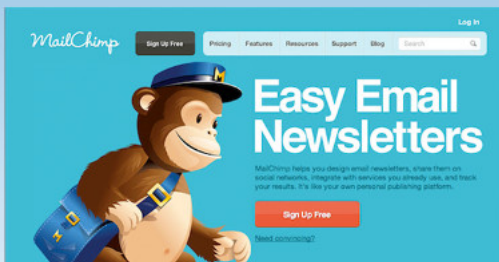 Log In
MailChimp
Sign Up Free
Pricing Features Resources Support Blog Search
Easy Email
Newsletters
MailChimp helps you design email newsletters, share them on
social networks, integrate with services you already use, and track
your results. It's like your own personal publishing platform.
Sign Up Free
Need convincing?